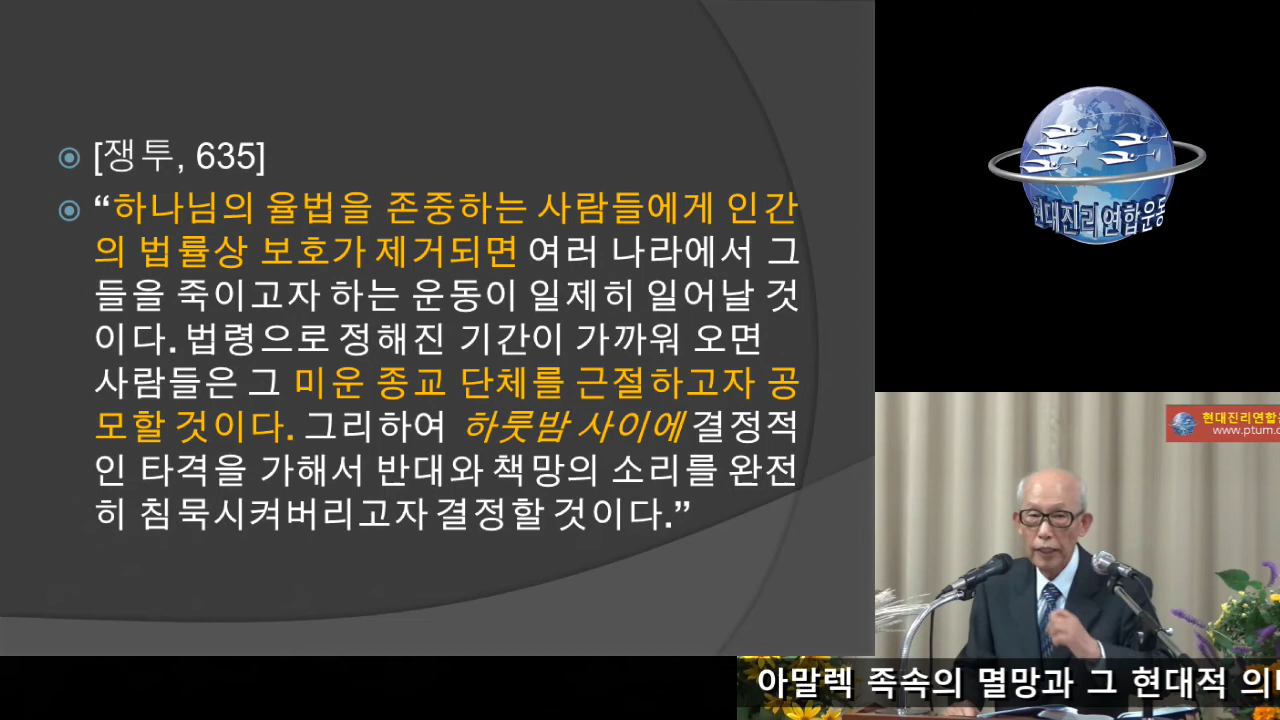 [쟁투, 635]
“하나님의 율법을 존중하는 사람들에게 인간
의 법률상 보호가 제거되면 여러 나라에서 그
들을 죽이고자 하는 운동이 일제히 일어날 것
이다. 법령으로 정해진 기간이 가까워 오면
사람들은 그 미운 종교 단체를 근절하고자 공
모할 것이다. 그리하여 하룻밤 사이에 결정적
인 타격을 가해서 반대와 책망의 소리를 완전
히 침묵시켜버리고자 결정할 것이다.”
현대진리연합운동
현대진리연합
www.ptum.
아말렉 족속의 멸망과 그 현대적